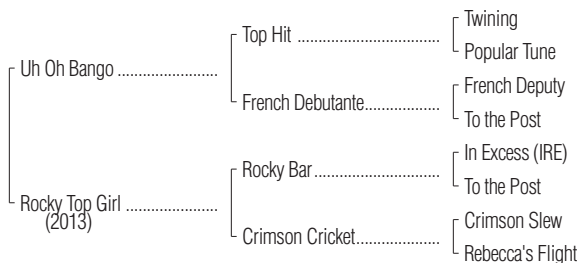 Twining
Top Hit ........................................
Popular Tune
Uh Oh Bango ............................
French Deputy
French Debutante.....................
To the Post
In Excess (IRE)
Rocky Bar...................................
To the Post
Rocky Top Girl .........................
(2013)
Crimson Slew
Crimson Cricket.......................
Rebecca's Flight